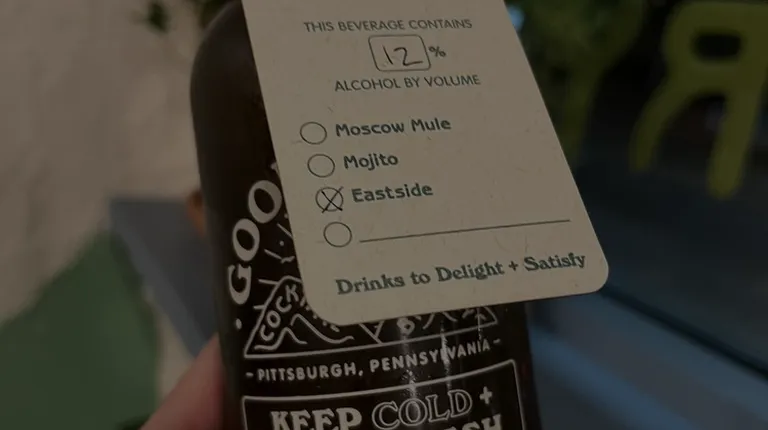 THIS BEVERAGE CONTAINS
12 %
ALCOHOL BY VOLUME
Moscow Mule
Mojito
Eastside
Drinks to Delight + Satisfy
PITTSBURGH, PENNSYLVANIA
KEEP COLD +